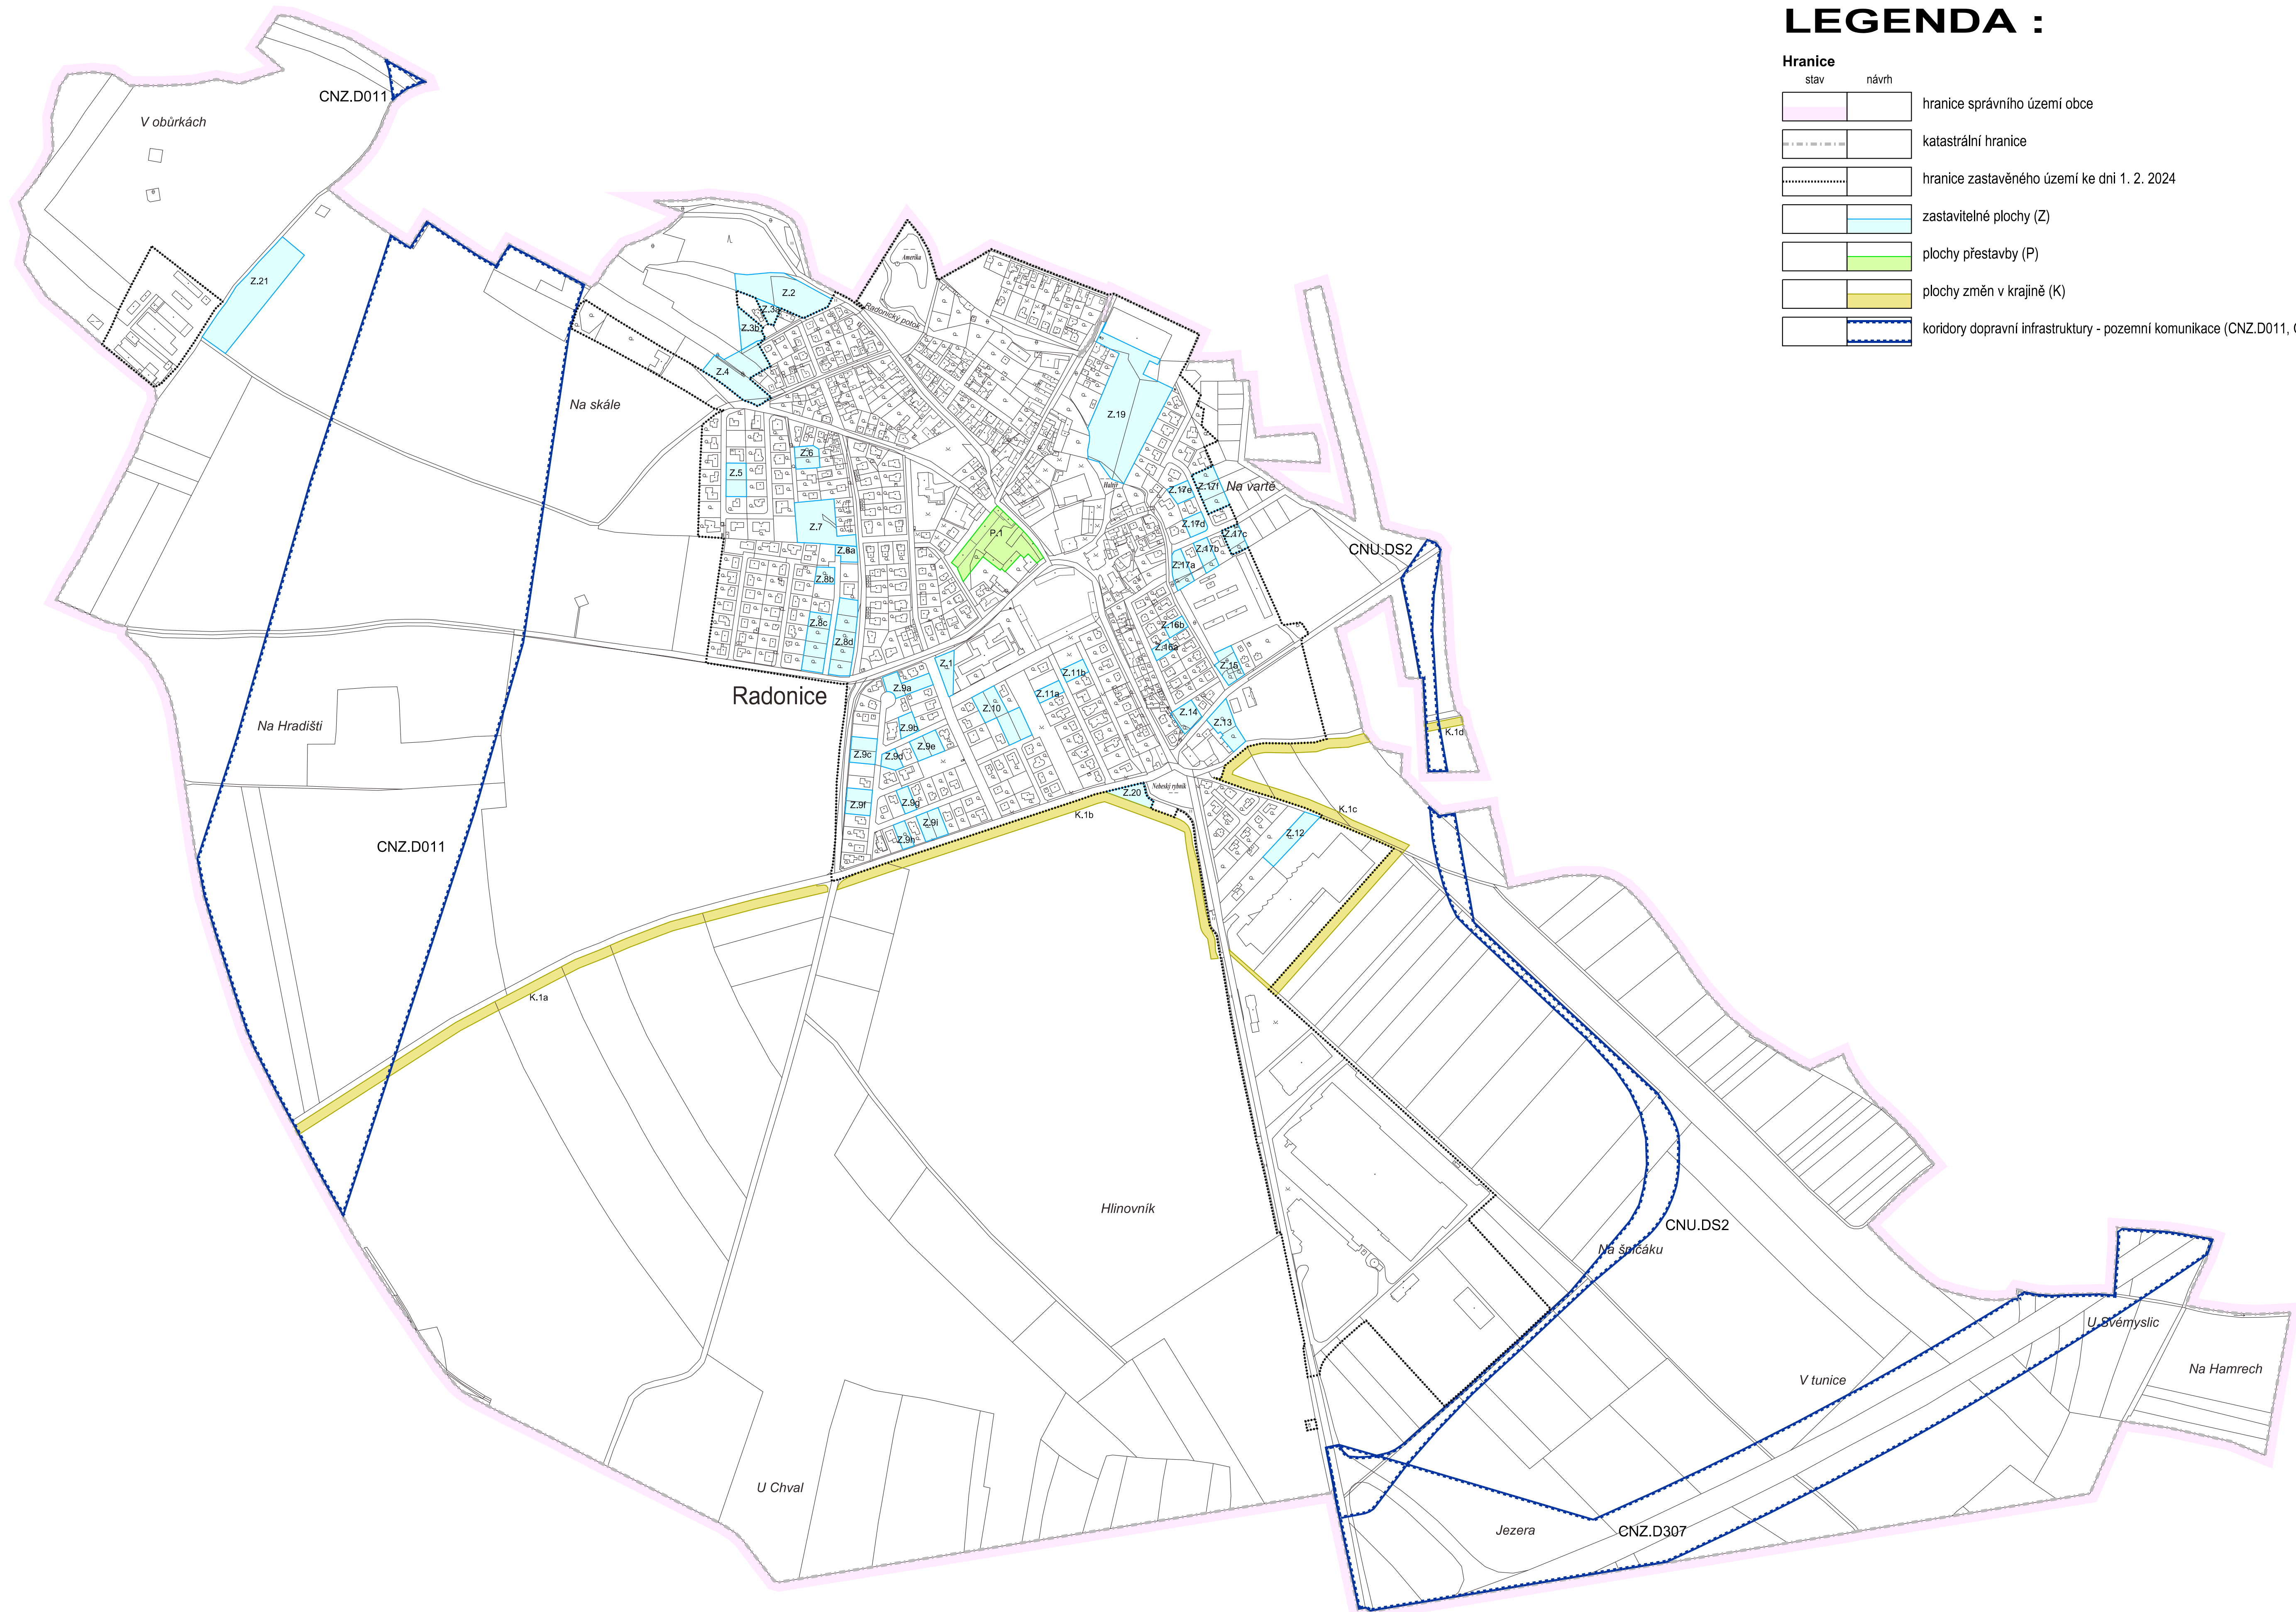 LEGENDA :
Hranice
stav návrh
hranice správního území obce
katastrální hranice
hranice zastavěného území ke dni 1. 2. 2024
zastavitelné plochy (Z)
plochy přestavby (P)
plochy změn v krajině (K)
koridory dopravní infrastruktury - pozemní komunikace (CNZ.D011,
CNZ.D011
V obůrkách
Z.21
Amerika
Radonický potok
Z.2
Z.3a
Z.3b
Z.4
Na skále
Z.19
Z.6
Z.5
Z.7
Z.8a
Z.8b
Z.8c
Z.8d
P.1
Z.17e
Z.17f
Na vartě
Z.17d
Z.17c
Z.17b
Z.17a
CNU.DS2
Z.16b
Z.16a
Z.15
Z.1
Z.11b
Z.11a
Z.9a
Radonice
Z.10
Z.14
Z.13
Na Hradišti
Z.9b
Z.9e
Z.9c
Z.9d
K.1d
Z.9f
Z.9g
Z.20
Nebeský rybník
K.1b
K.1c
Z.9i
Z.9h
Z.12
CNZ.D011
K.1a
Hlinovník
CNU.DS2
Na špičáku
U Svémyslic
V tunice
Na Hamrech
U Chval
Jezera
CNZ.D307